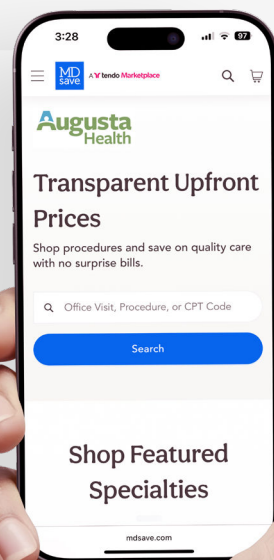 3:28
97
MD
save
A tendo Marketplace
Augusta
Health
Transparent Upfront
Prices
Shop procedures and save on quality care
with no surprise bills.
Office Visit, Procedure, or CPT Code
Search
Shop Featured
Specialties
mdsave.com